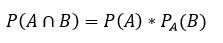 P(A ∩ B) = P(A) * P_A(B)